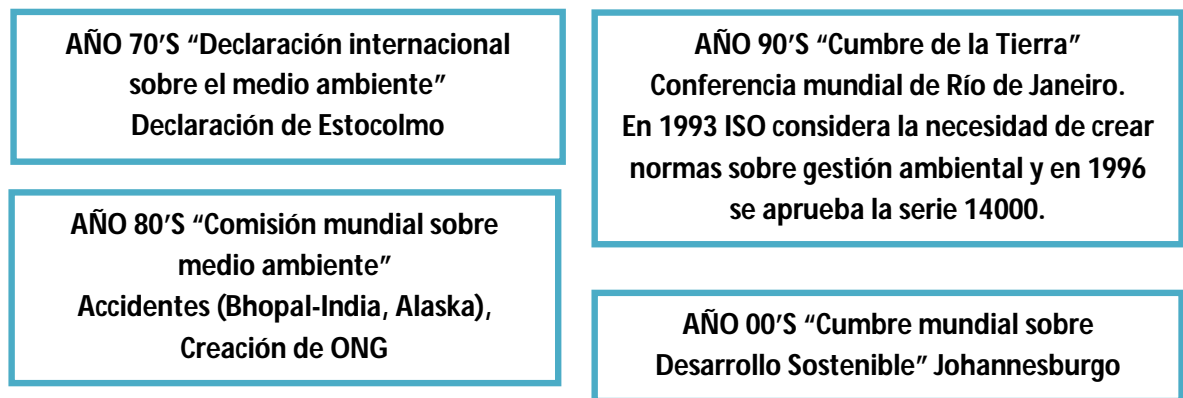 AÑO 70’S “Declaración internacional
sobre el medio ambiente”
Declaración de Estocolmo
AÑO 80’S “Comisión mundial sobre
medio ambiente”
Accidentes (Bhopal-India, Alaska),
Creación de ONG
AÑO 90’S “Cumbre de la Tierra”
Conferencia mundial de Río de Janeiro.
En 1993 ISO considera la necesidad de crear
normas sobre gestión ambiental y en 1996
se aprueba la serie 14000.
AÑO 00’S “Cumbre mundial sobre
Desarrollo Sostenible” Johannesburgo